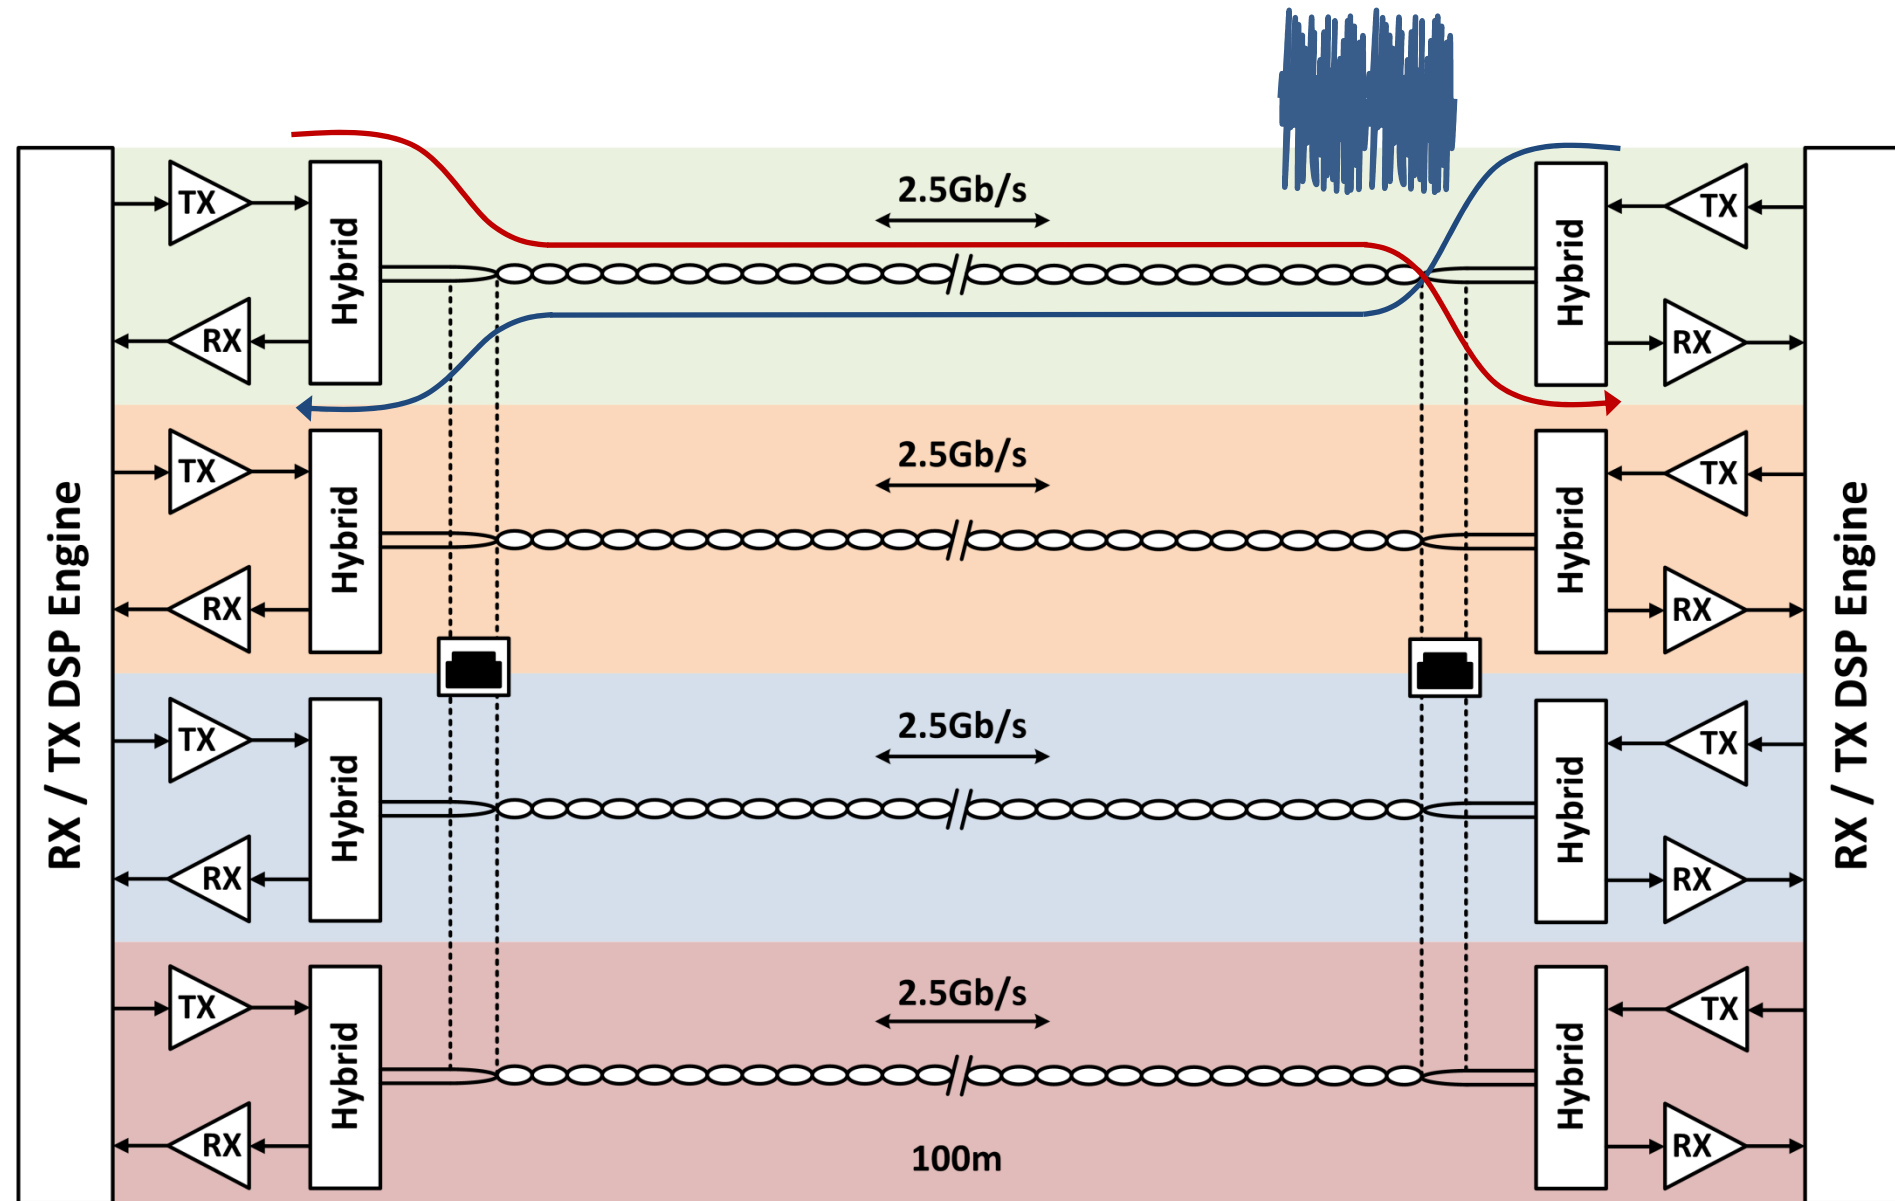 RX / TX DSP Engine
TX
Hybrid
RX
2.5Gb/s
Hybrid
TX
RX
TX
Hybrid
RX
2.5Gb/s
Hybrid
TX
RX
TX
Hybrid
RX
2.5Gb/s
Hybrid
TX
RX
TX
Hybrid
RX
2.5Gb/s
100m
Hybrid
TX
RX
RX / TX DSP Engine